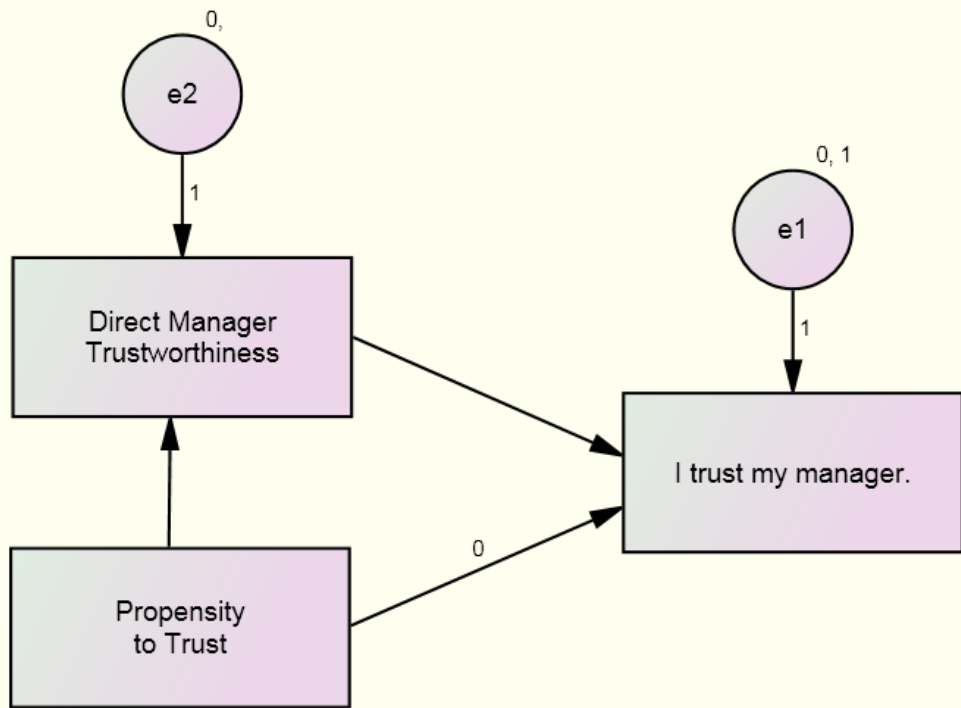 0,
e2
1
0, 1
e1
1
Direct Manager
Trustworthiness
I trust my manager.
0
Propensity
to Trust